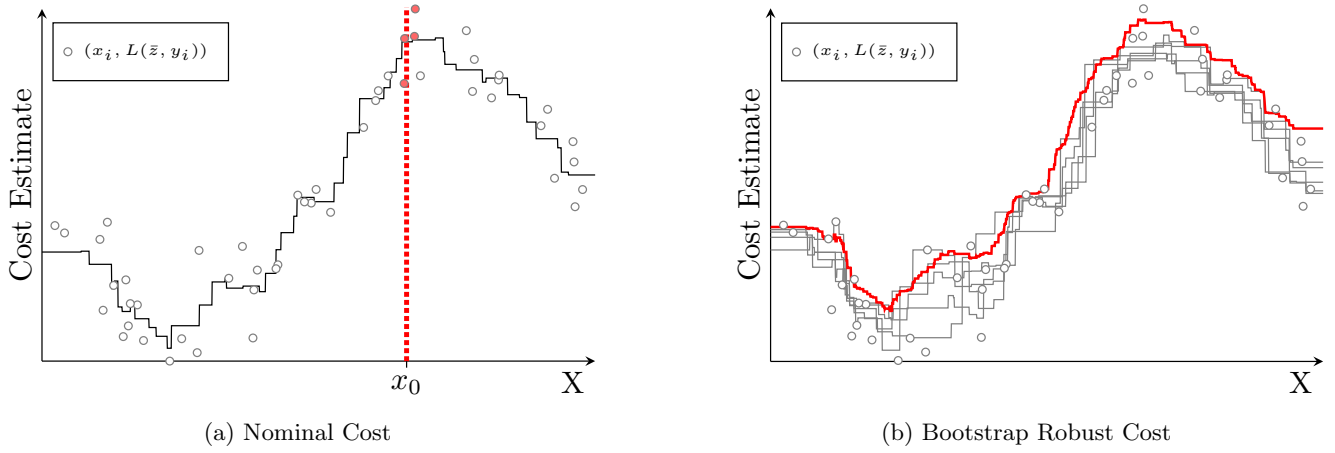 (x_i, L(z̄, y_i))
Cost Estimate
x_0
X
(a) Nominal Cost
(x_i, L(z̄, y_i))
Cost Estimate
X
(b) Bootstrap Robust Cost